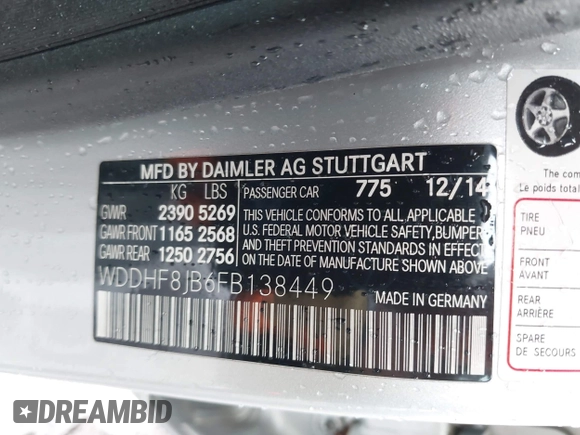 MFD BY DAIMLER AG STUTTGART
KG LBS PASSENGER CAR 775 12/14
GVWR 2390 5269
GAWR FRONT 1165 2568
GAWR REAR 1250 2756
THIS VEHICLE CONFORMS TO ALL APPLICABLE
U.S. FEDERAL MOTOR VEHICLE SAFETY, BUMPER
AND THEFT PREVENTION STANDARDS IN EFFECT
ON THE DATE OF MANUFACTURE SHOWN ABOVE.
WDDHF8JB6FB138449
MADE IN GERMANY
The com
Le poids total
TIRE
PNEU
FRONT
AVANT
REAR
ARRIÈRE
SPARE
DE SECOURS
DREAMBID